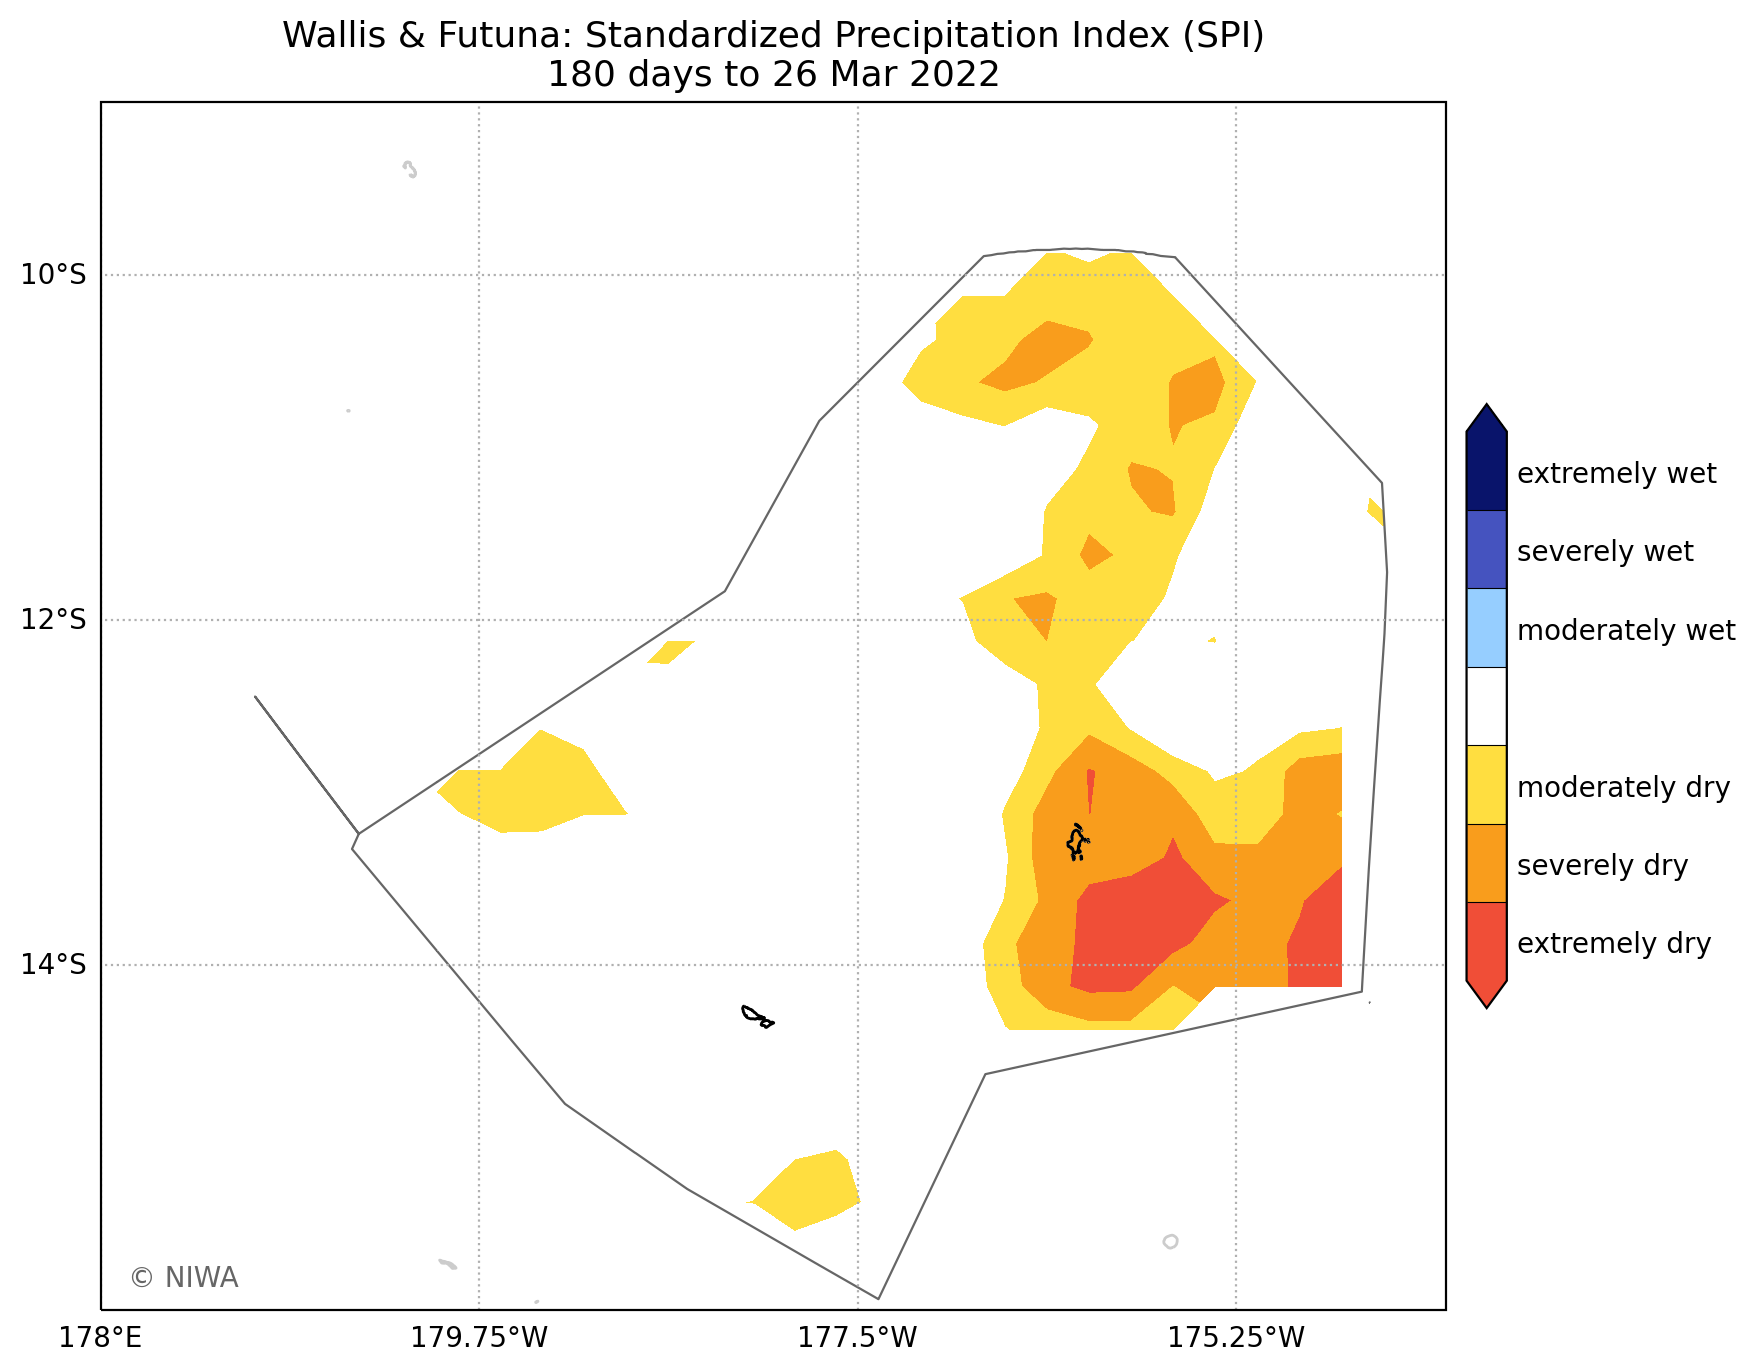 Wallis & Futuna: Standardized Precipitation Index (SPI)
180 days to 26 Mar 2022
10°S
12°S
14°S
178°E
179.75°W
177.5°W
175.25°W
extremely wet
severely wet
moderately wet
moderately dry
severely dry
extremely dry
© NIWA